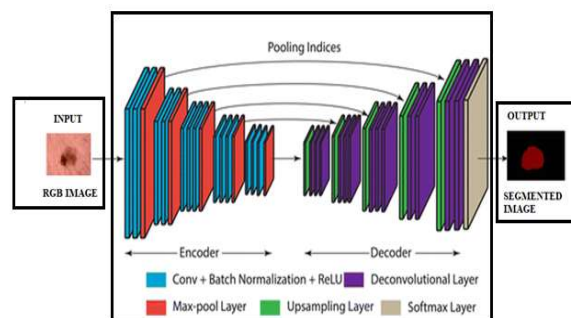 Pooling Indices
INPUT
RGB IMAGE
OUTPUT
SEGMENTED
IMAGE
Encoder
Decoder
Conv + Batch Normalization + ReLU
Deconvolutional Layer
Max-pool Layer
Upsampling Layer
Softmax Layer